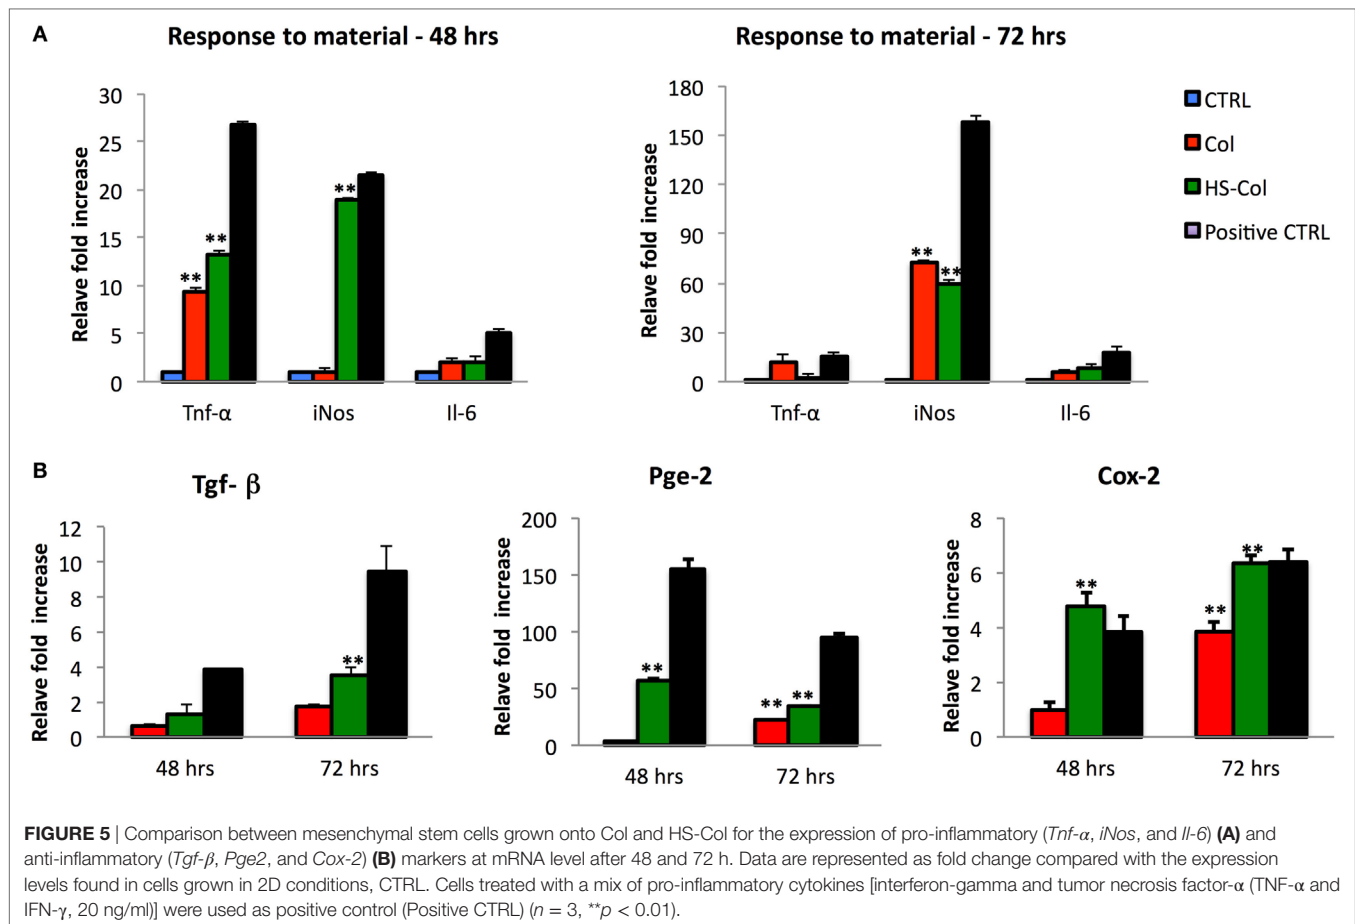 A
Response to material - 48 hrs
Relave fold increase
30
25
20
15
10
5
0
**
**
**
Tnf-α
iNos
Il-6
Response to material - 72 hrs
Relave fold increase
180
150
120
90
60
30
0
**
**
Tnf-α
iNos
Il-6
CTRL
Col
HS-Col
Positive CTRL
B
Tgf- β
Relave fold increase
12
10
8
6
4
2
0
**
48 hrs
72 hrs
Pge-2
Relave fold increase
200
150
100
50
0
**
**
**
48 hrs
72 hrs
Cox-2
Relave fold increase
8
6
4
2
0
**
**
**
48 hrs
72 hrs
FIGURE 5 | Comparison between mesenchymal stem cells grown onto Col and HS-Col for the expression of pro-inflammatory (Tnf-α, iNos, and Il-6) (A) and
anti-inflammatory (Tgf-β, Pge2, and Cox-2) (B) markers at mRNA level after 48 and 72 h. Data are represented as fold change compared with the expression
levels found in cells grown in 2D conditions, CTRL. Cells treated with a mix of pro-inflammatory cytokines [interferon-gamma and tumor necrosis factor-α (TNF-α and
IFN-γ, 20 ng/ml)] were used as positive control (Positive CTRL) (n = 3, **p < 0.01).